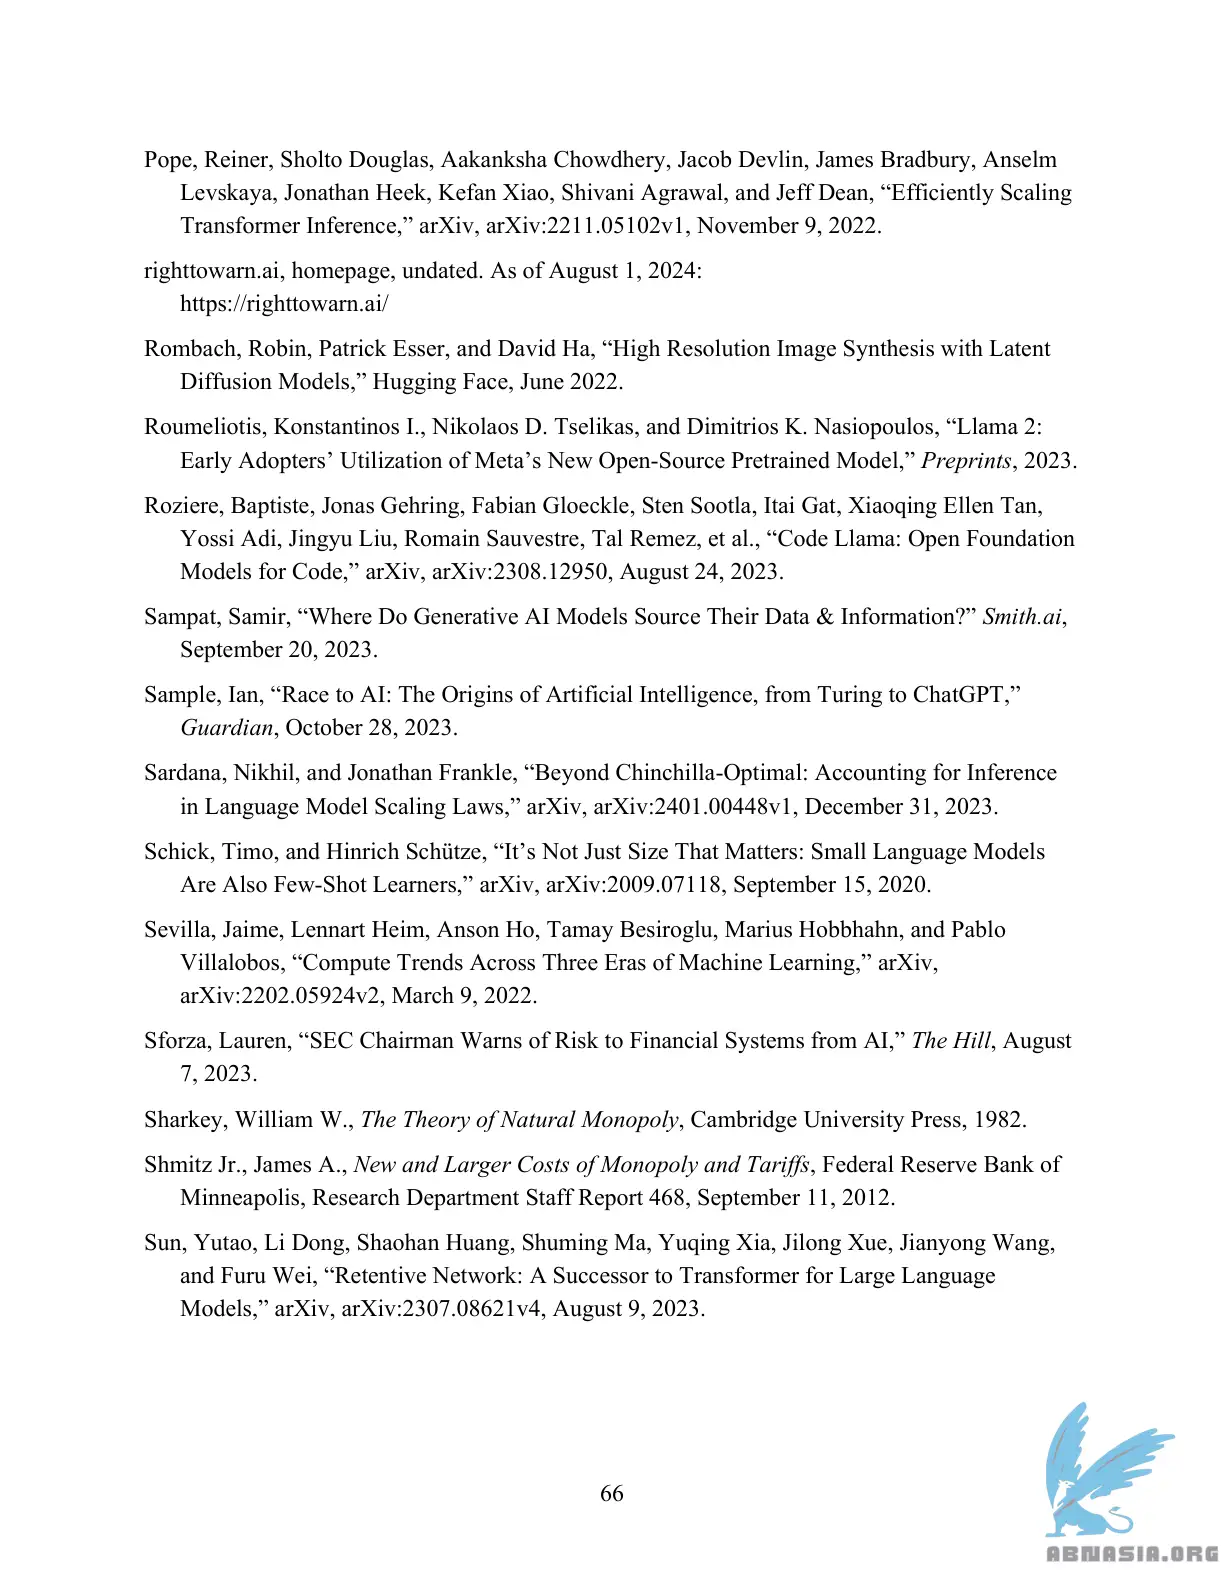 Pope, Reiner, Sholto Douglas, Aakanksha Chowdhery, Jacob Devlin, James Bradbury, Anselm
Levskaya, Jonathan Heek, Kefan Xiao, Shivani Agrawal, and Jeff Dean, “Efficiently Scaling
Transformer Inference,” arXiv, arXiv:2211.05102v1, November 9, 2022.
righttowarn.ai, homepage, undated. As of August 1, 2024:
https://righttowarn.ai/
Rombach, Robin, Patrick Esser, and David Ha, “High Resolution Image Synthesis with Latent
Diffusion Models,” Hugging Face, June 2022.
Roumeliotis, Konstantinos I., Nikolaos D. Tselikas, and Dimitrios K. Nasiopoulos, “Llama 2:
Early Adopters’ Utilization of Meta’s New Open-Source Pretrained Model,” Preprints, 2023.
Roziere, Baptiste, Jonas Gehring, Fabian Gloeckle, Sten Sootla, Itai Gat, Xiaoqing Ellen Tan,
Yossi Adi, Jingyu Liu, Romain Sauvestre, Tal Remez, et al., “Code Llama: Open Foundation
Models for Code,” arXiv, arXiv:2308.12950, August 24, 2023.
Sampat, Samir, “Where Do Generative AI Models Source Their Data & Information?” Smith.ai,
September 20, 2023.
Sample, Ian, “Race to AI: The Origins of Artificial Intelligence, from Turing to ChatGPT,”
Guardian, October 28, 2023.
Sardana, Nikhil, and Jonathan Frankle, “Beyond Chinchilla-Optimal: Accounting for Inference
in Language Model Scaling Laws,” arXiv, arXiv:2401.00448v1, December 31, 2023.
Schick, Timo, and Hinrich Schütze, “It’s Not Just Size That Matters: Small Language Models
Are Also Few-Shot Learners,” arXiv, arXiv:2009.07118, September 15, 2020.
Sevilla, Jaime, Lennart Heim, Anson Ho, Tamay Besiroglu, Marius Hobbhahn, and Pablo
Villalobos, “Compute Trends Across Three Eras of Machine Learning,” arXiv,
arXiv:2202.05924v2, March 9, 2022.
Sforza, Lauren, “SEC Chairman Warns of Risk to Financial Systems from AI,” The Hill, August
7, 2023.
Sharkey, William W., The Theory of Natural Monopoly, Cambridge University Press, 1982.
Shmitz Jr., James A., New and Larger Costs of Monopoly and Tariffs, Federal Reserve Bank of
Minneapolis, Research Department Staff Report 468, September 11, 2012.
Sun, Yutao, Li Dong, Shaohan Huang, Shuming Ma, Yuqing Xia, Jilong Xue, Jianyong Wang,
and Furu Wei, “Retentive Network: A Successor to Transformer for Large Language
Models,” arXiv, arXiv:2307.08621v4, August 9, 2023.
66
ABNASIA.ORG